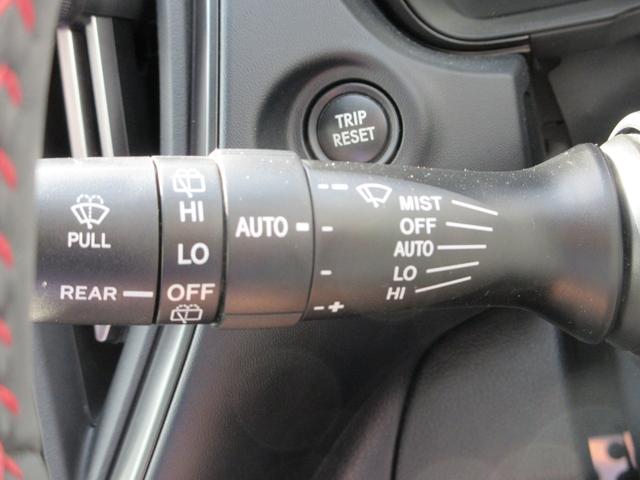 TRIP
RESET
PULL
REAR
HI
LO
OFF
AUTO
MIST
OFF
AUTO
LO
HI